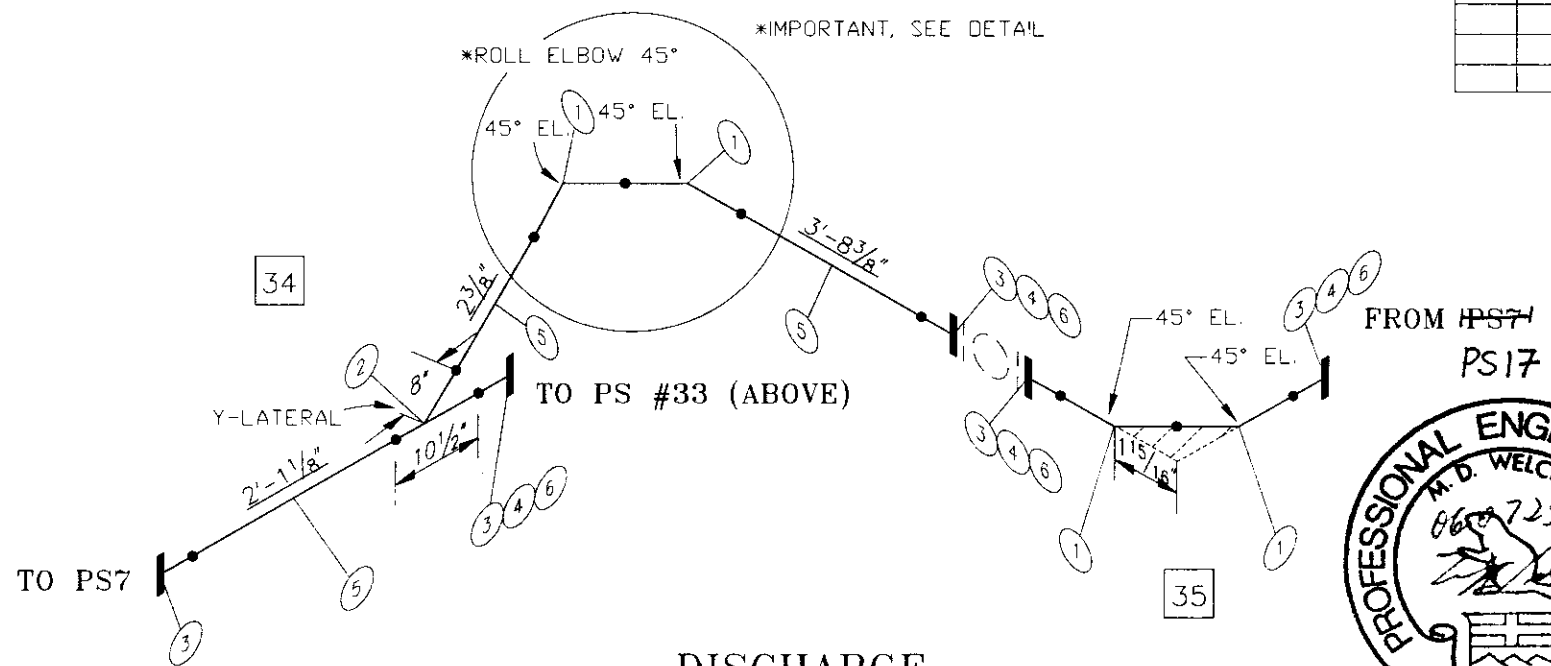 *IMPORTANT, SEE DETAIL
*ROLL ELBOW 45°
45° EL.
1
45° EL.
1
34
2 3/8"
3'-8 3/8"
5
5
3 4 6
2
8"
Y-LATERAL
TO PS #33 (ABOVE)
10 1/2"
2'-1 1/8"
3 4 6
5
TO PS7
3
45° EL.
45° EL.
3 4 6
FROM PS7
PS17
3 4 6
1 15/16"
1
1
35
PROFESSIONAL ENG
M. D. WELC
DISCHARGE